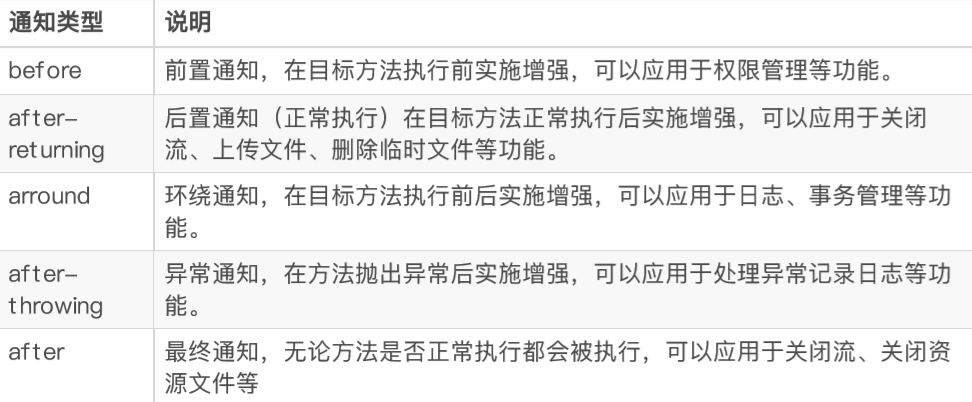 通知类型 说明
before 前置通知，在目标方法执行前实施增强，可以应用于权限管理等功能。
after- 后置通知（正常执行）在目标方法正常执行后实施增强，可以应用于关闭
returning 流、上传文件、删除临时文件等功能。
arround 环绕通知，在目标方法执行前后实施增强，可以应用于日志、事务管理等功
能。
after- 异常通知，在方法抛出异常后实施增强，可以应用于处理异常记录日志等功
throwing 能。
after 最终通知，无论方法是否正常执行都会被执行，可以应用于关闭流、关闭资
源文件等